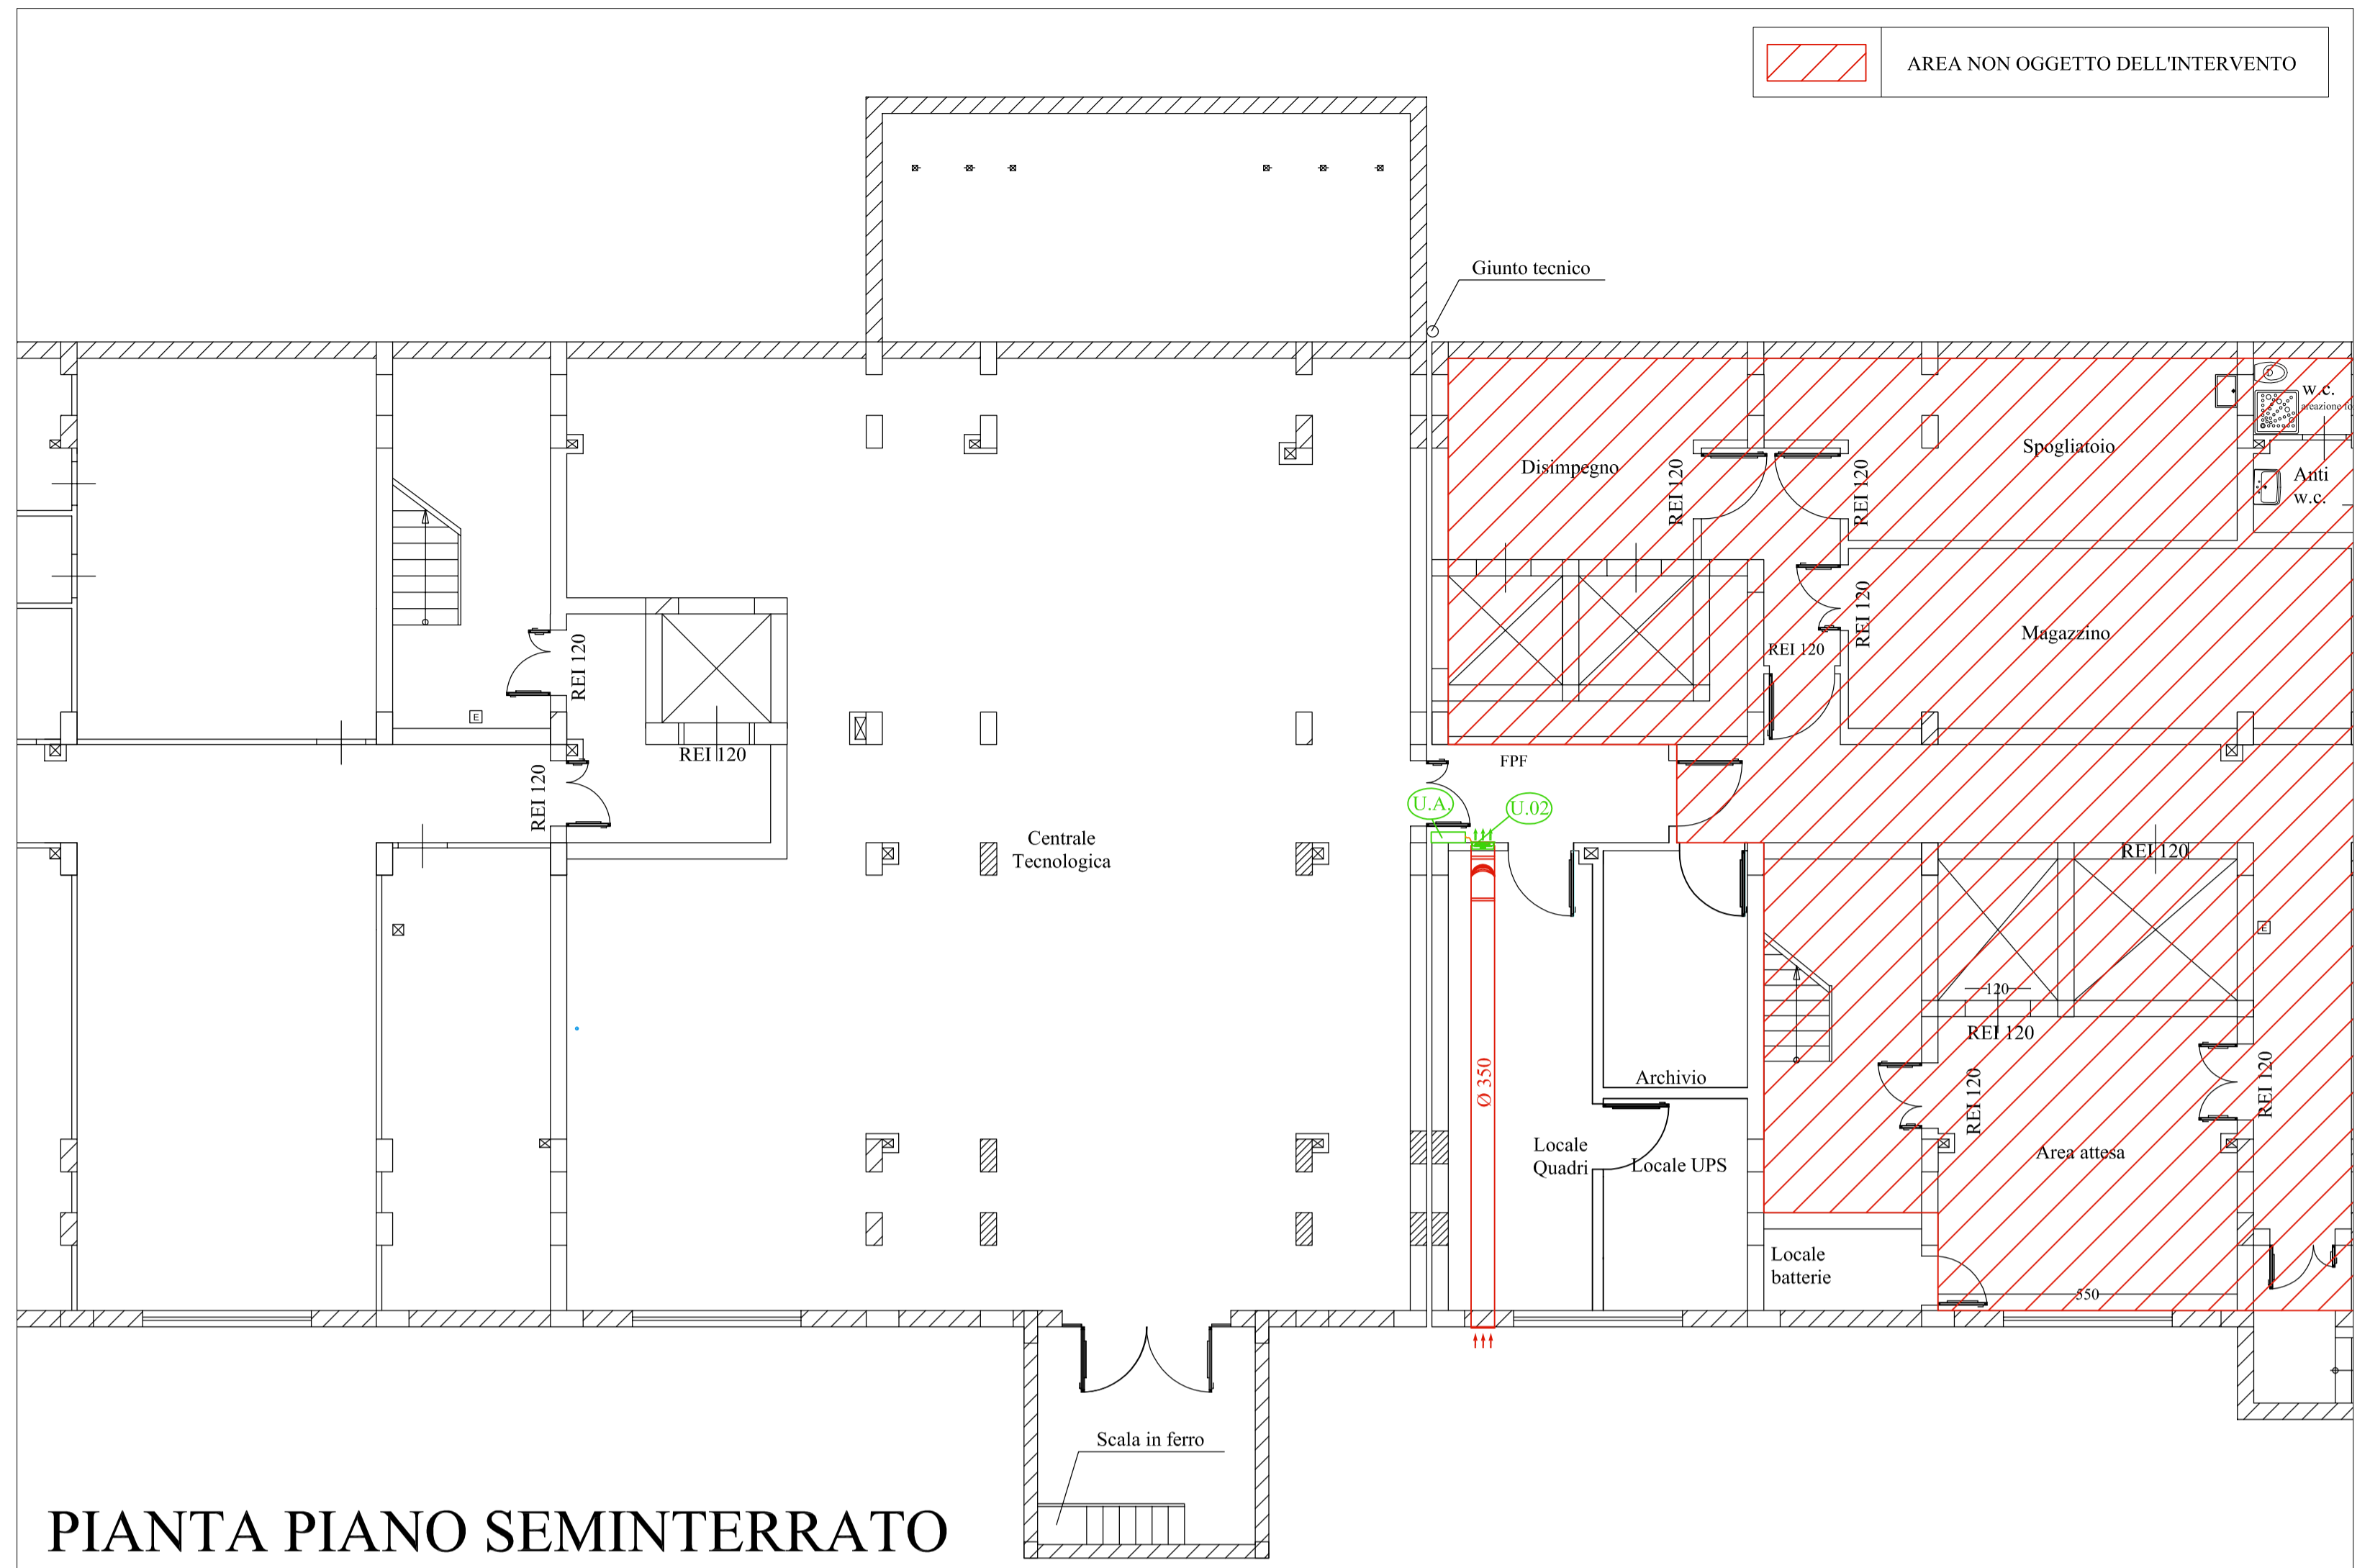 AREA NON OGGETTO DELL'INTERVENTO
Giunto tecnico
w.c.
Disimpegno
REI 120
REI 120
Spogliatoio
Anti
w.c.
REI 120
REI 120
Magazzino
REI 120
E
REI 120
REI 120
FPF
U.A.
U.02
Centrale
Tecnologica
REI 120
E
120
REI 120
Ø 350
Archivio
REI 120
REI 120
Locale
Quadri
Locale UPS
Area attesa
Locale
batterie
550
Scala in ferro
PIANTA PIANO SEMINTERRATO